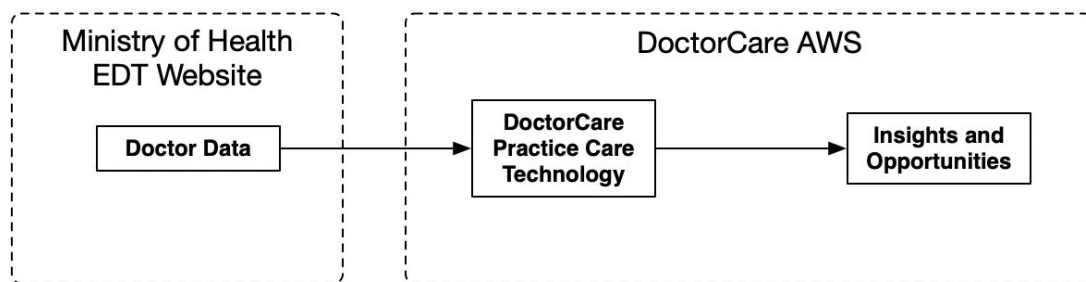 Ministry of Health
EDT Website
DoctorCare AWS
Doctor Data
DoctorCare
Practice Care
Technology
Insights and
Opportunities